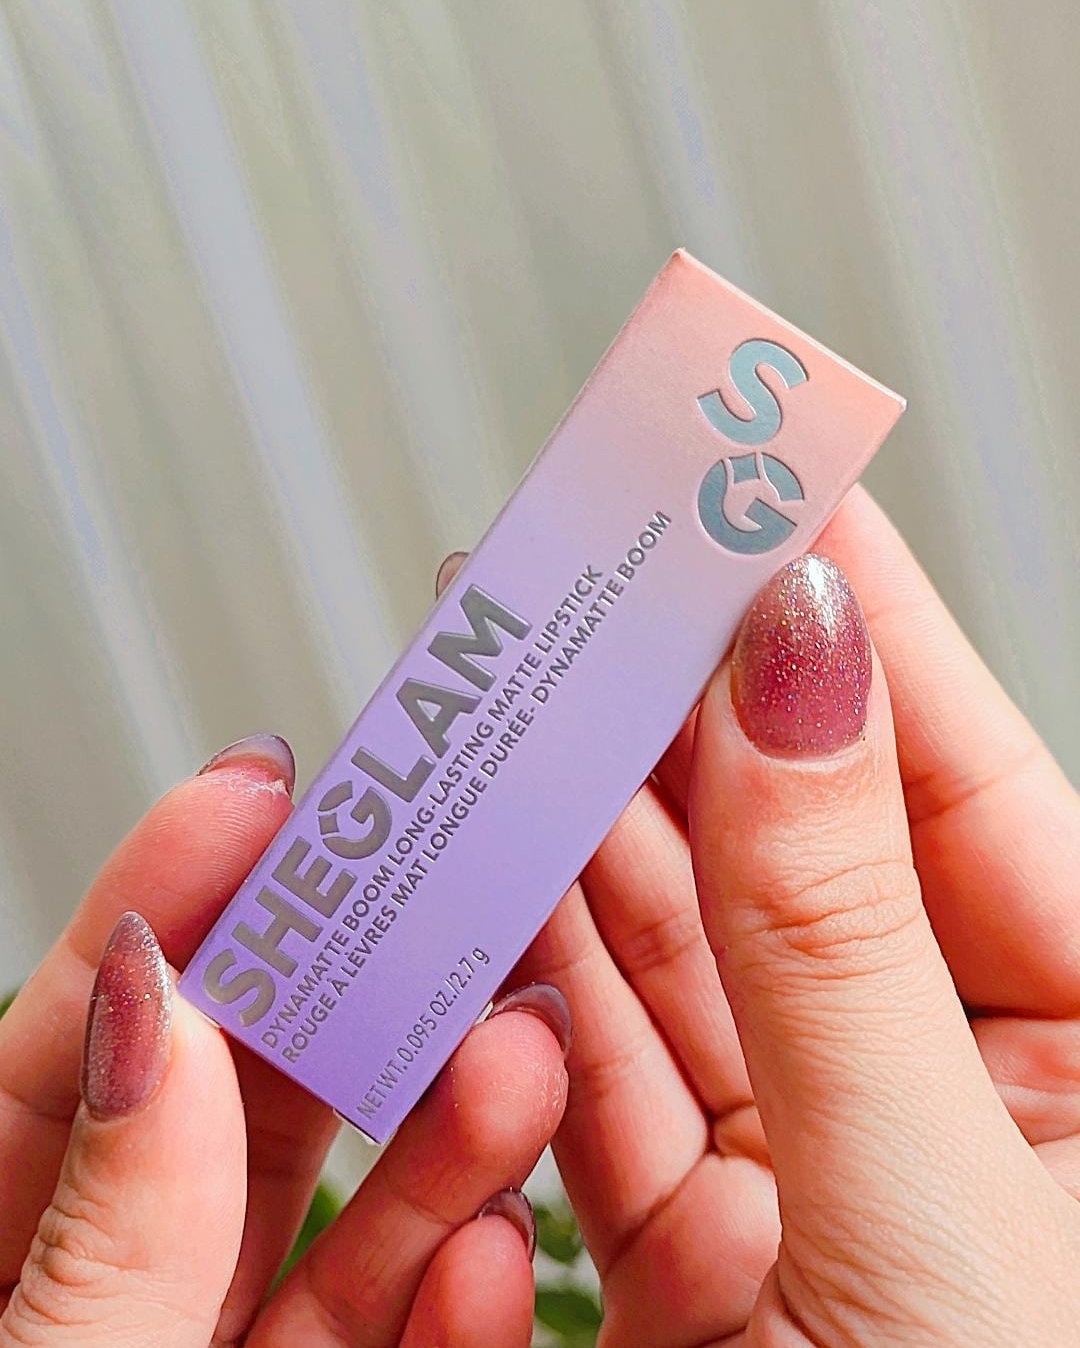 SG
SHEGLAM
DYNAMATTE BOOM LONG-LASTING MATTE LIPSTICK
ROUGE À LÈVRES MAT LONGUE DURÉE- DYNAMATTE BOOM
NET WT. 0.095 OZ./2.7 g